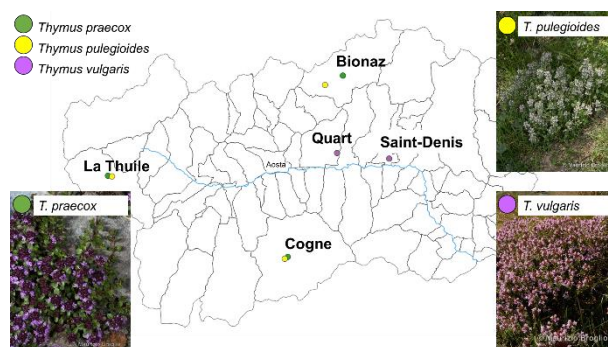 Thymus praecox
Thymus pulegioides
Thymus vulgaris
T. pulegioides
Bionaz
Quart
Saint-Denis
Aosta
La Thuile
T. praecox
T. vulgaris
Cogne